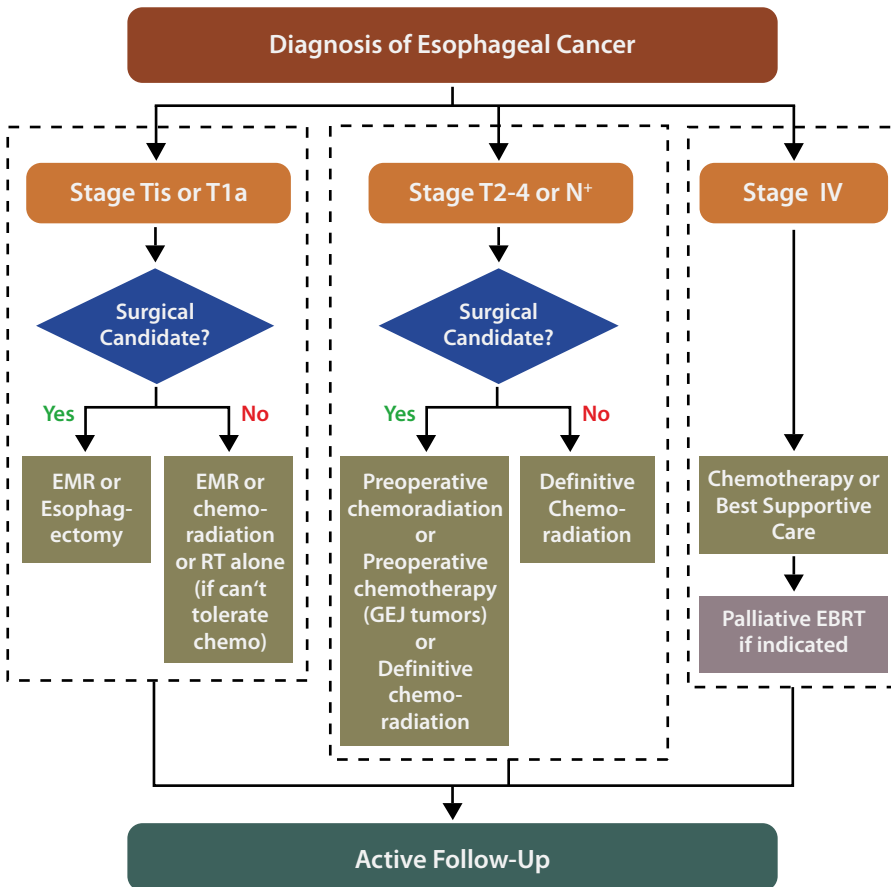 Diagnosis of Esophageal Cancer
Stage Tis or T1a
Surgical
Candidate?
Yes
No
EMR or
Esophag-
ectomy
EMR or
chemo-
radiation
or RT alone
(if can't
tolerate
chemo)
Stage T2-4 or N⁺
Surgical
Candidate?
Yes
No
Preoperative
chemoradiation
or
Preoperative
chemotherapy
(GEJ tumors)
or
Definitive
chemo-
radiation
Definitive
Chemo-
radiation
Stage IV
Chemotherapy or
Best Supportive
Care
Palliative EBRT
if indicated
Active Follow-Up